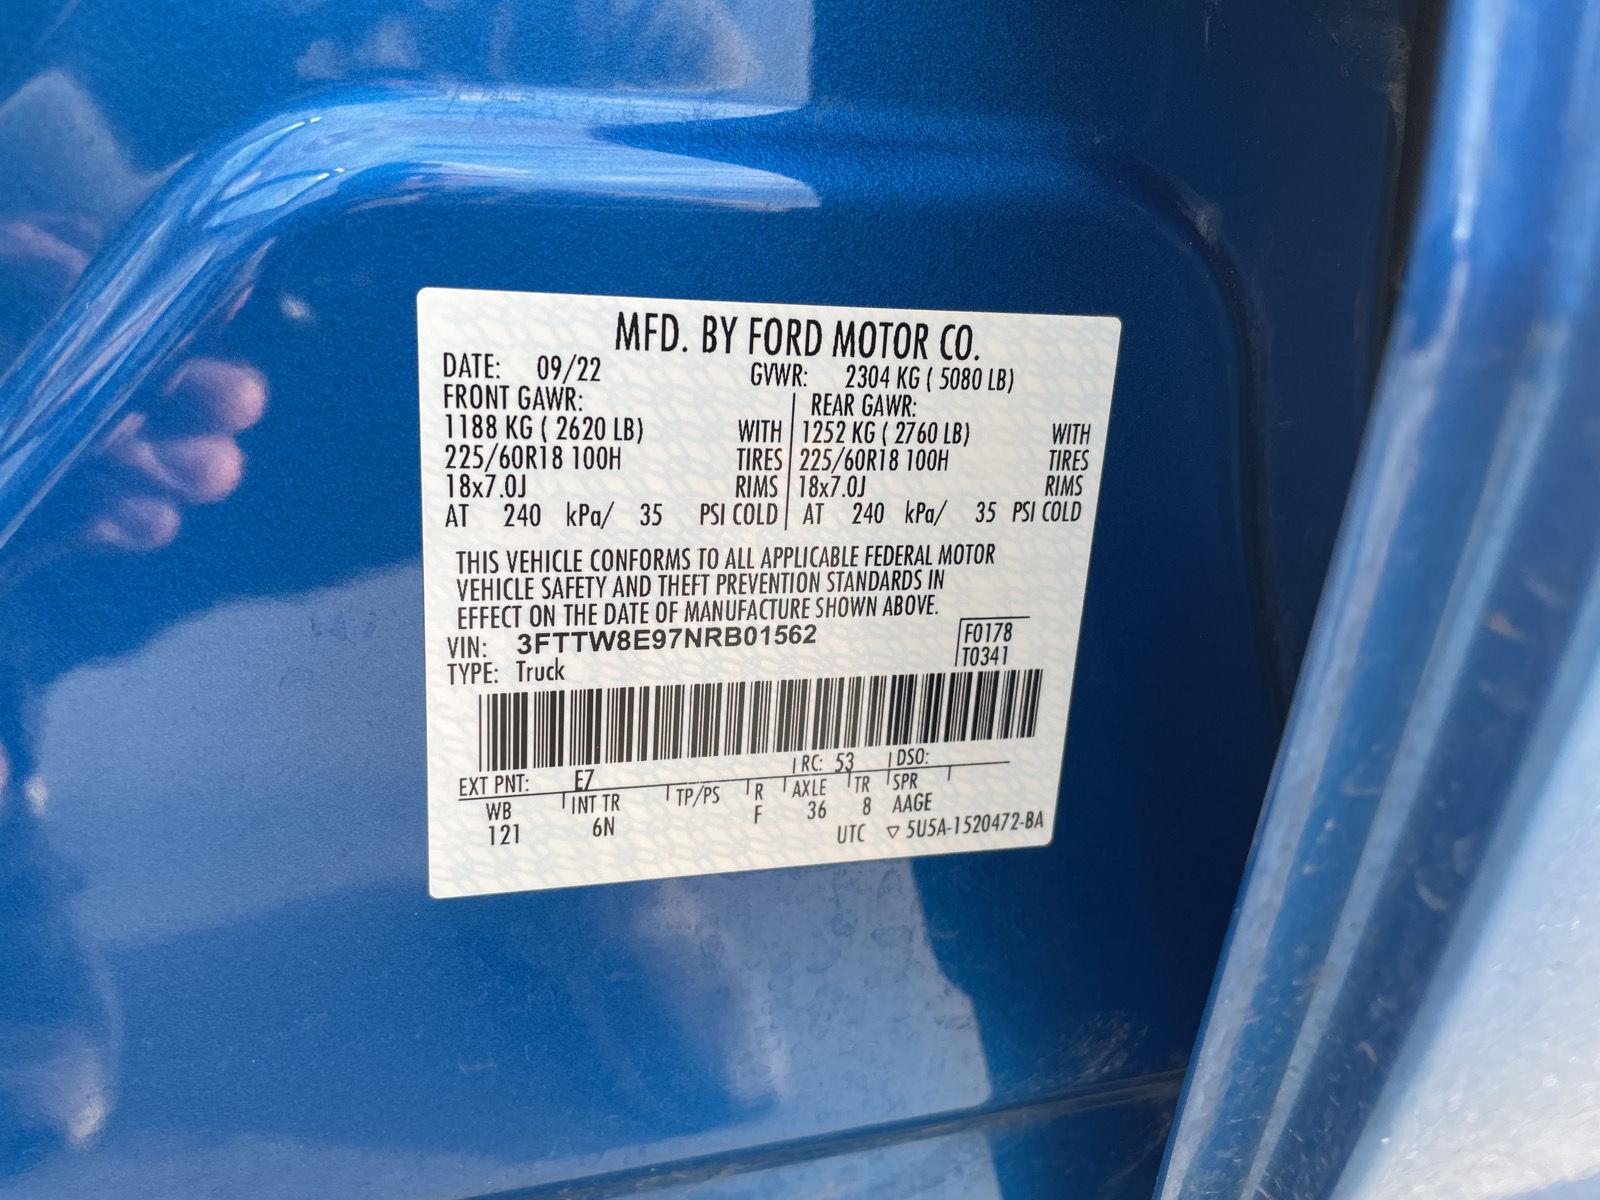 MFD. BY FORD MOTOR CO.
DATE: 09/22 GVWR: 2304 KG ( 5080 LB)
FRONT GAWR: REAR GAWR:
1188 KG ( 2620 LB) WITH 1252 KG ( 2760 LB) WITH
225/60R18 100H TIRES 225/60R18 100H TIRES
18x7.0J RIMS 18x7.0J RIMS
AT 240 kPa/ 35 PSI COLD AT 240 kPa/ 35 PSI COLD
THIS VEHICLE CONFORMS TO ALL APPLICABLE FEDERAL MOTOR
VEHICLE SAFETY AND THEFT PREVENTION STANDARDS IN
EFFECT ON THE DATE OF MANUFACTURE SHOWN ABOVE.
VIN: 3FTTW8E97NRB01562 F0178
TYPE: Truck T0341
EXT PNT: E7 RC: 53 DSO:
WB INT TR TP/PS R AXLE TR SPR
121 6N F 36 8 AAGE
UTC ▽ 5U5A-1520472-BA